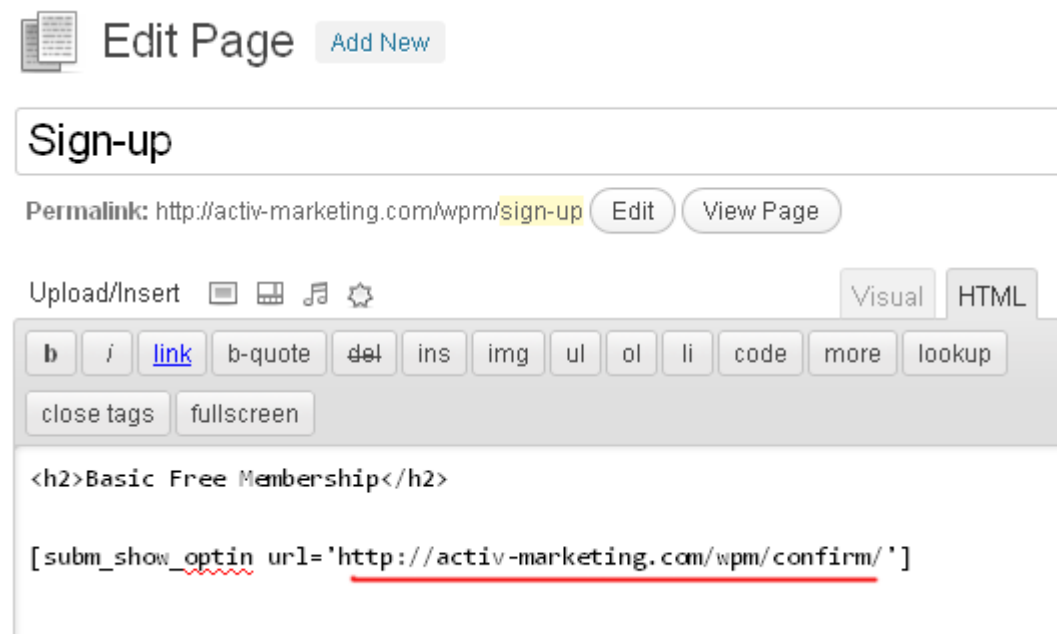 Edit Page Add New
Sign-up
Permalink: http://activ-marketing.com/wpm/sign-up Edit View Page
Upload/Insert Visual HTML
b i link b-quote del ins img ul ol li code more lookup
close tags fullscreen
<h2>Basic Free Membership</h2>
[subm_show_optin url='http://activ-marketing.com/wpm/confirm/']